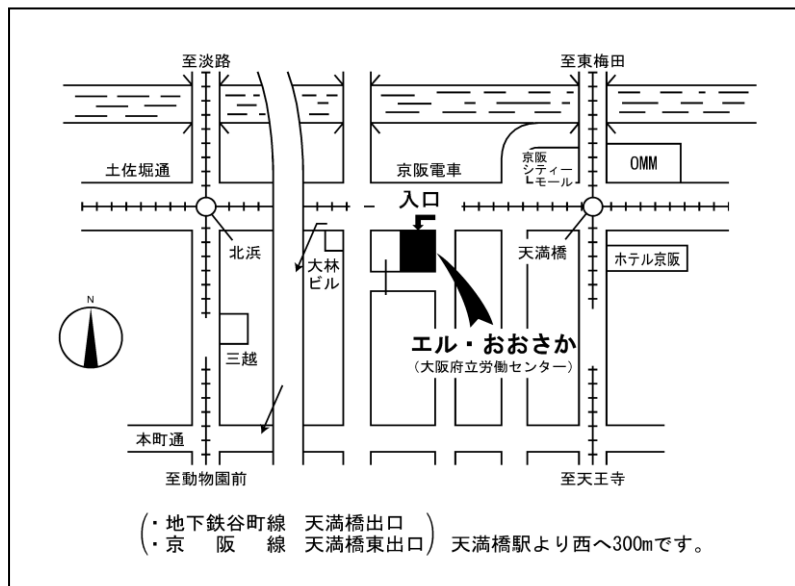 至淡路
至東梅田
土佐堀通
京阪電車
京阪
シティー
モール
OMM
入口
北浜
大林
ビル
天満橋
ホテル京阪
N
エル・おおさか
(大阪府立労働センター)
三越
本町通
至動物園前
至天王寺
・地下鉄谷町線 天満橋出口
・京阪線 天満橋東出口
天満橋駅より西へ300mです。